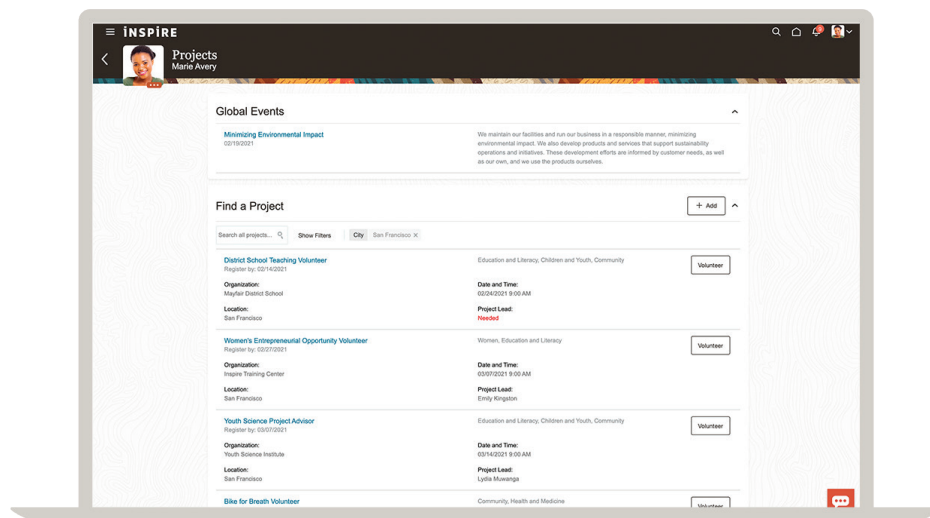 iNSPiRE
3
Projects
Marie Avery
Global Events
Minimizing Environmental Impact
02/19/2021
We maintain our facilities and run our business in a responsible manner, minimizing
environmental impact. We also develop products and services that support sustainability
operations and initiatives. These development efforts are informed by customer needs, as well
as our own, and we use the products ourselves.
Find a Project
+ Add
Search all projects...
Show Filters
City San Francisco ×
District School Teaching Volunteer
Register by: 02/14/2021
Education and Literacy, Children and Youth, Community
Volunteer
Organization:
Mayfair District School
Date and Time:
02/24/2021 9:00 AM
Location:
San Francisco
Project Lead:
Needed
Women's Entrepreneurial Opportunity Volunteer
Register by: 02/27/2021
Women, Education and Literacy
Volunteer
Organization:
Inspire Training Center
Date and Time:
03/07/2021 9:00 AM
Location:
San Francisco
Project Lead:
Emily Kingston
Youth Science Project Advisor
Register by: 03/07/2021
Education and Literacy, Children and Youth, Community
Volunteer
Organization:
Youth Science Institute
Date and Time:
03/14/2021 9:00 AM
Location:
San Francisco
Project Lead:
Lydia Muwanga
Bike for Breath Volunteer
Community, Health and Medicine
Volunteer